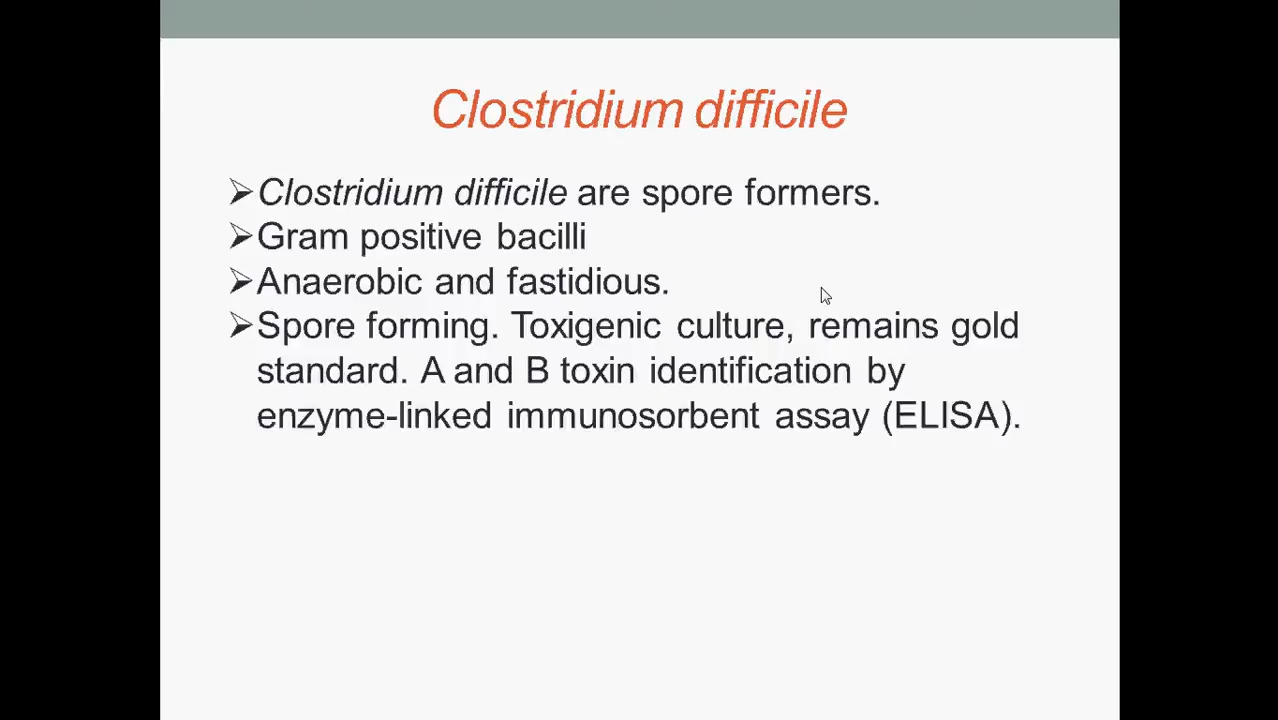 Clostridium difficile
➢Clostridium difficile are spore formers.
➢Gram positive bacilli
➢Anaerobic and fastidious.
➢Spore forming. Toxigenic culture, remains gold
standard. A and B toxin identification by
enzyme-linked immunosorbent assay (ELISA).